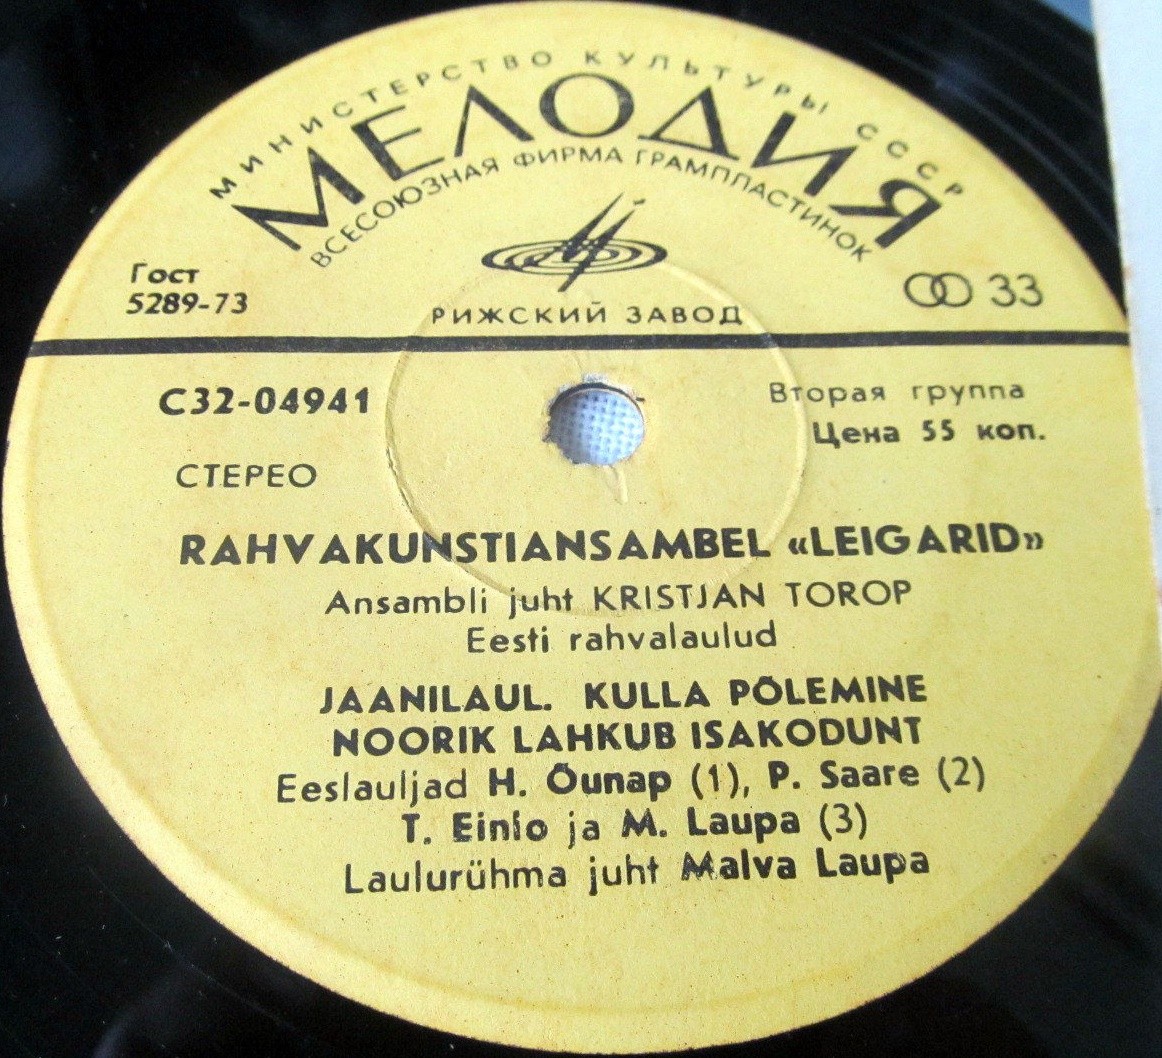 МИНИСТЕРСТВО КУЛЬТУРЫ СССР
МЕЛОДИЯ
ВСЕСОЮЗНАЯ ФИРМА ГРАМПЛАСТИНОК
Гост
5289-73
33
РИЖСКИЙ ЗАВОД
С32-04941
Вторая группа
Цена 55 коп.
СТЕРЕО
RAHVAKUNSTIANSAMBEL «LEIGARID»
Ansambli juht KRISTJAN TOROP
Eesti rahvalaulud
JAANILAUL. KULLA PÕLEMINE
NOORIK LAHKUB ISAKODUNT
Eeslauljad H. Õunap (1), P. Saare (2)
T. Einlo ja M. Laupa (3)
Laulurühma juht Malva Laupa